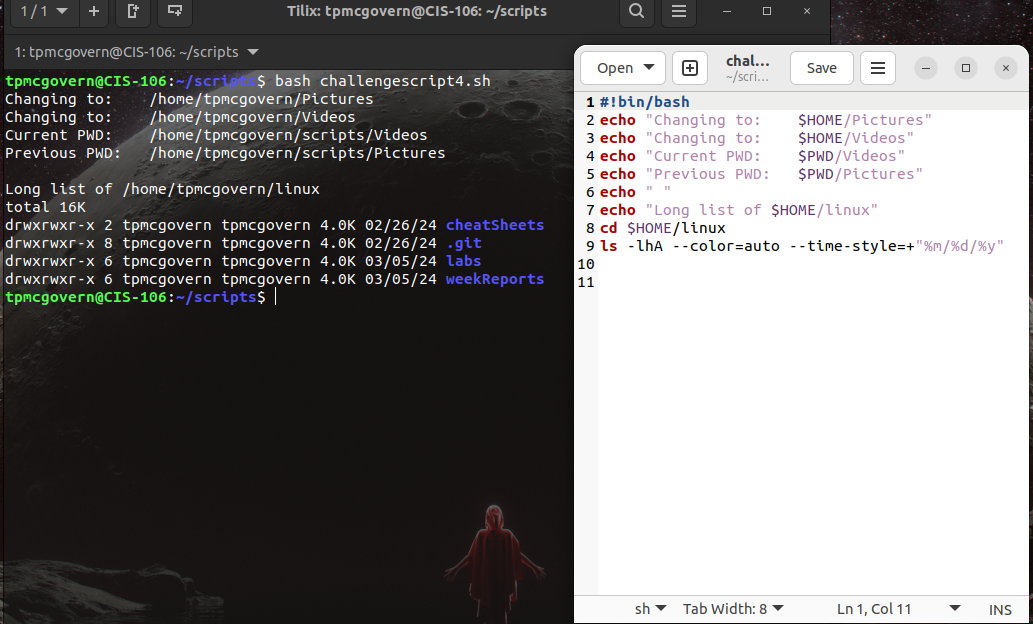 1 / 1
Tilix: tpmcgovern@CIS-106: ~/scripts
1: tpmcgovern@CIS-106: ~/scripts
tpmcgovern@CIS-106:~/scripts$ bash challengescript4.sh
Changing to:    /home/tpmcgovern/Pictures
Changing to:    /home/tpmcgovern/Videos
Current PWD:    /home/tpmcgovern/scripts/Videos
Previous PWD:   /home/tpmcgovern/scripts/Pictures
Long list of /home/tpmcgovern/linux
total 16K
drwxrwxr-x 2 tpmcgovern tpmcgovern 4.0K 02/26/24 cheatSheets
drwxrwxr-x 8 tpmcgovern tpmcgovern 4.0K 02/26/24 .git
drwxrwxr-x 6 tpmcgovern tpmcgovern 4.0K 03/05/24 labs
drwxrwxr-x 6 tpmcgovern tpmcgovern 4.0K 03/05/24 weekReports
tpmcgovern@CIS-106:~/scripts$
Open
chal...
~/scri...
Save
1 #!bin/bash
2 echo "Changing to:    $HOME/Pictures"
3 echo "Changing to:    $HOME/Videos"
4 echo "Current PWD:    $PWD/Videos"
5 echo "Previous PWD:   $PWD/Pictures"
6 echo " "
7 echo "Long list of $HOME/linux"
8 cd $HOME/linux
9 ls -lhA --color=auto --time-style=+"%m/%d/%y"
10
11
sh
Tab Width: 8
Ln 1, Col 11
INS